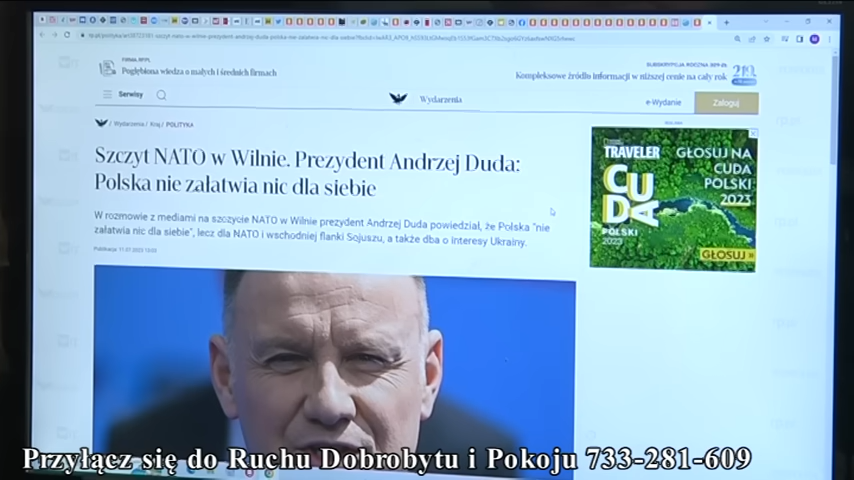 Pogłębiona wiedza o małych i średnich firmach
SUBSKRYPCJA ROCZNA
Kompleksowe źródło informacji w niższej cenie na cały rok
Serwisy
Wydarzenia
e-Wydanie
Zaloguj
/ Wydarzenia / Kraj / POLITYKA
Szczyt NATO w Wilnie. Prezydent Andrzej Duda:
Polska nie załatwia nic dla siebie
W rozmowie z mediami na szczycie NATO w Wilnie prezydent Andrzej Duda powiedział, że Polska "nie
załatwia nic dla siebie", lecz dla NATO i wschodniej flanki Sojuszu, a także dba o interesy Ukrainy.
TRAVELER
CUDA
POLSKI
2023
GŁOSUJ NA
CUDA
POLSKI
2023
GŁOSUJ »
Przyłącz się do Ruchu Dobrobytu i Pokoju 733-281-609